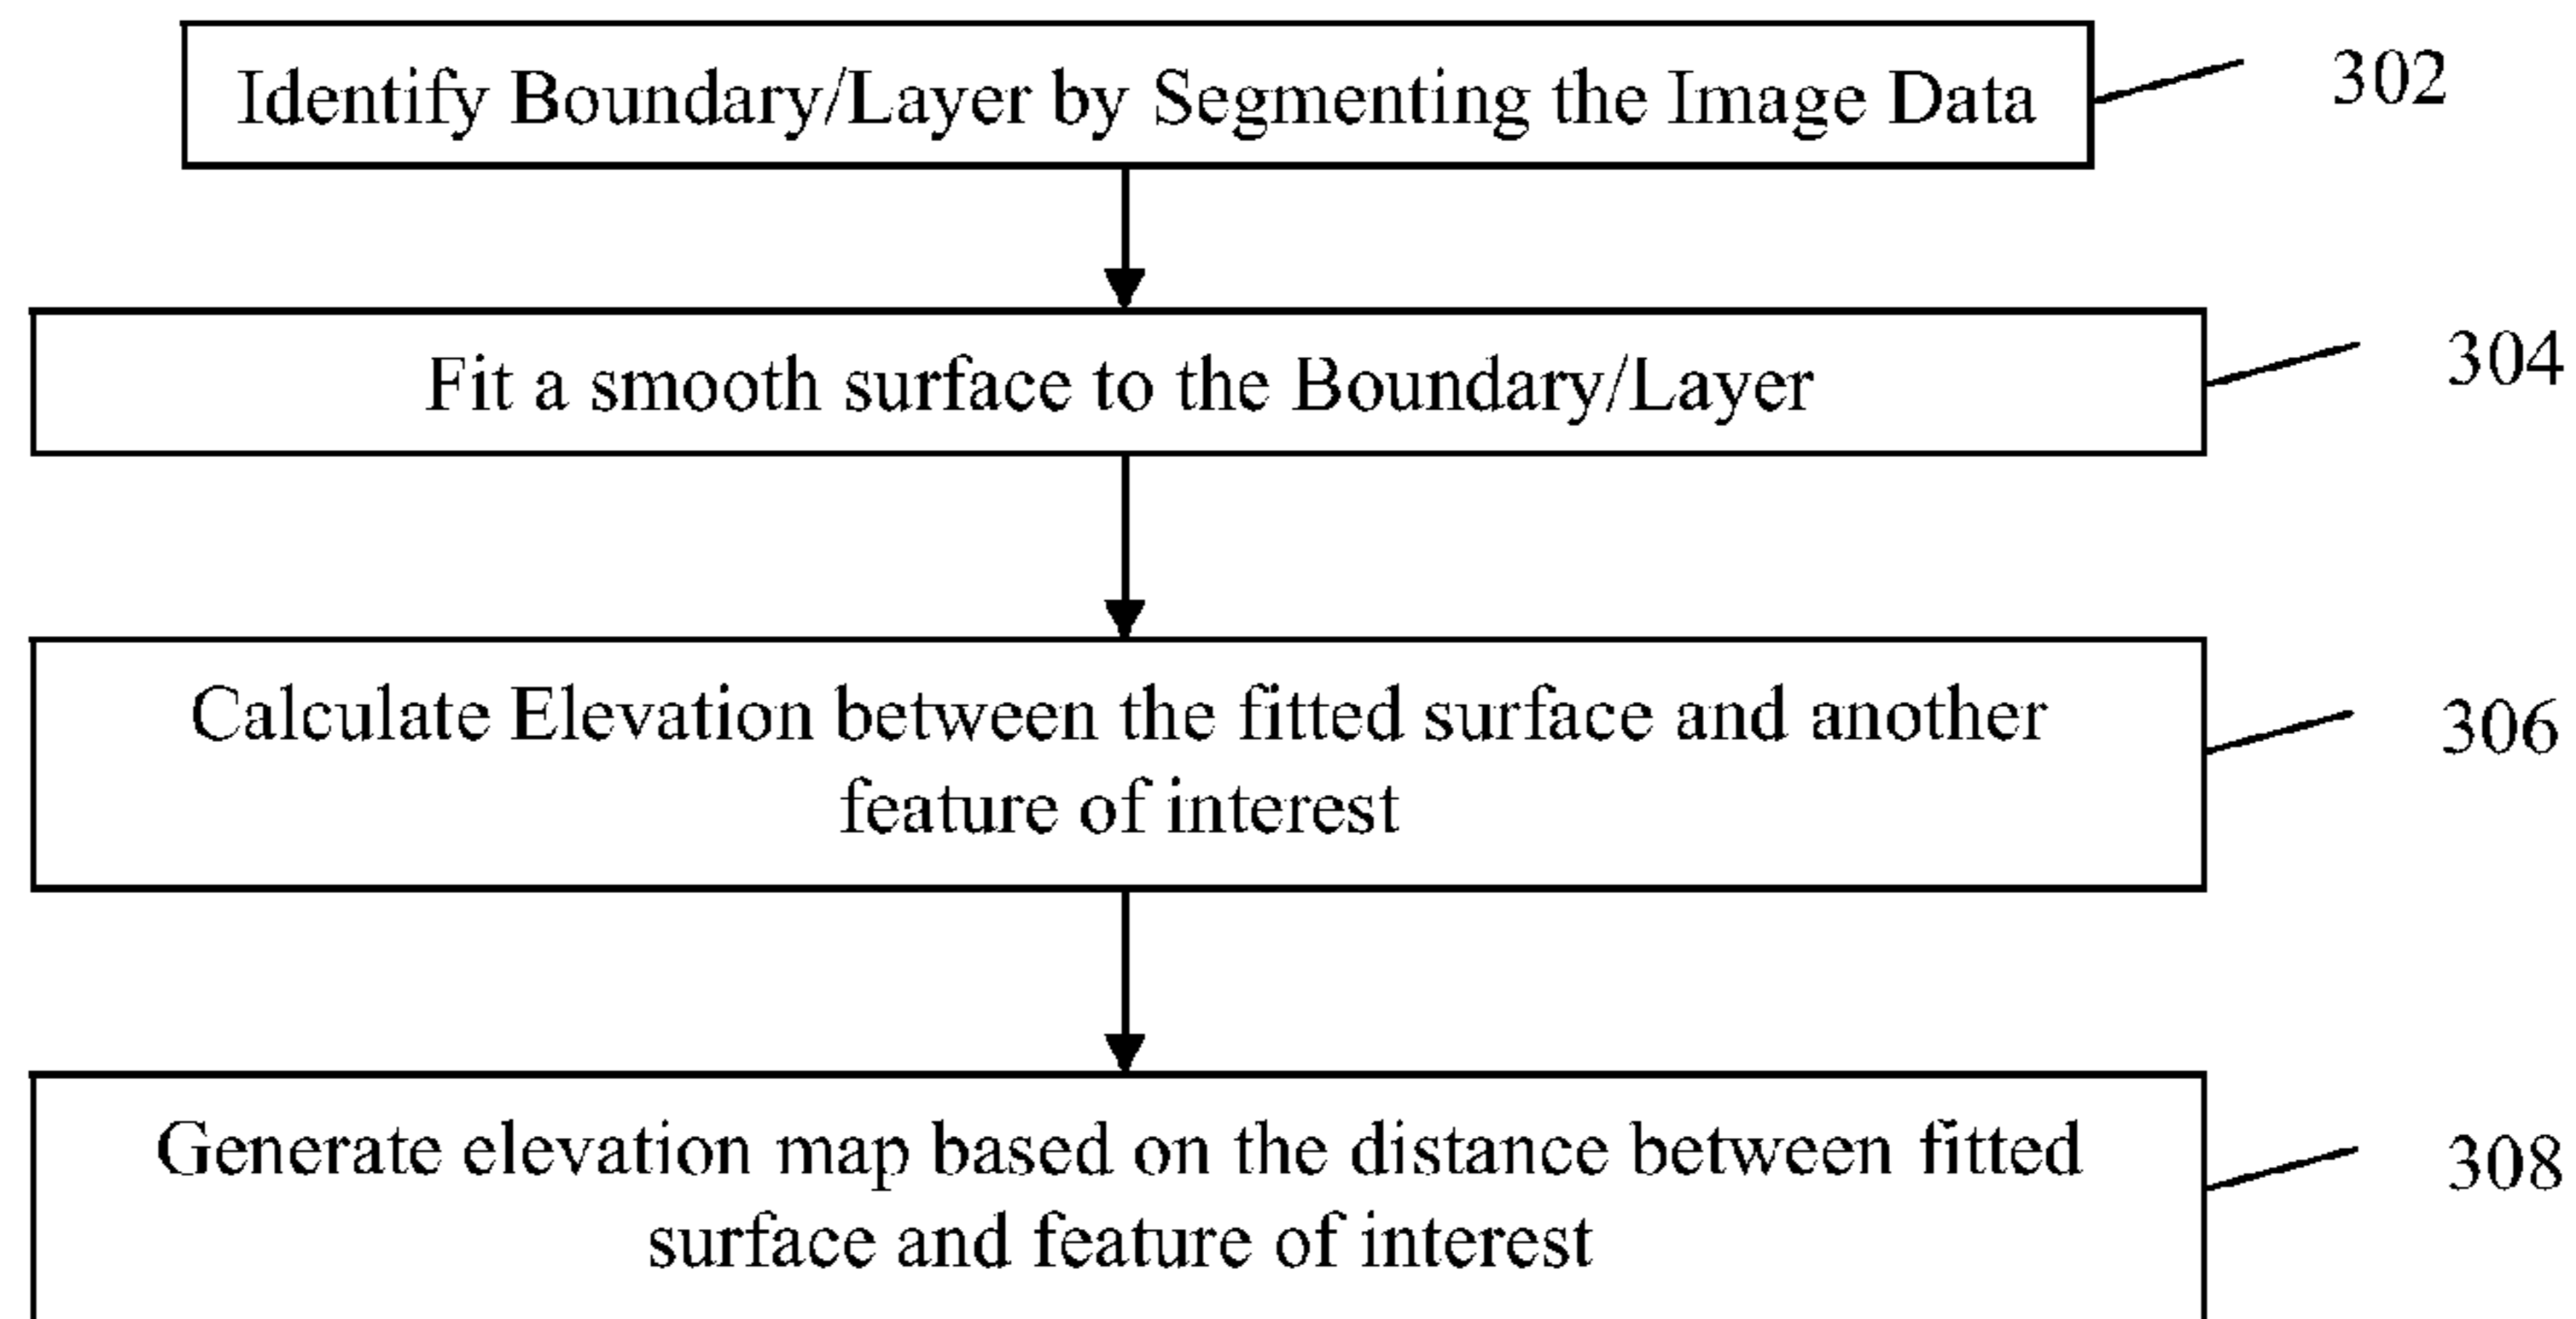 Identify Boundary/Layer by Segmenting the Image Data
302
Fit a smooth surface to the Boundary/Layer
304
Calculate Elevation between the fitted surface and another
feature of interest
306
Generate elevation map based on the distance between fitted
surface and feature of interest
308